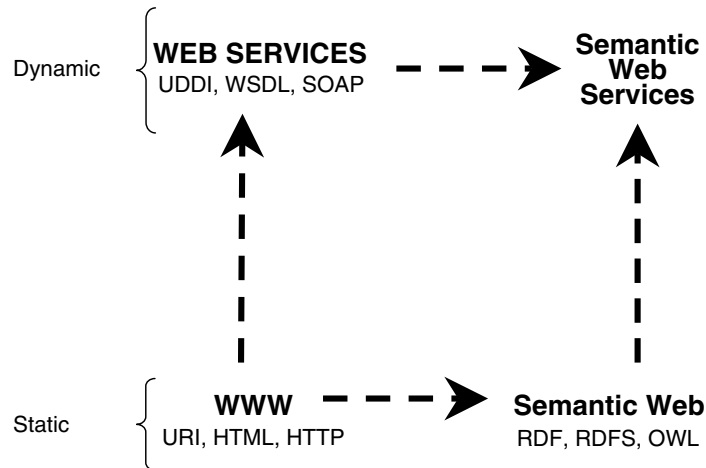 Dynamic
WEB SERVICES
UDDI, WSDL, SOAP
Semantic
Web
Services
Static
WWW
URI, HTML, HTTP
Semantic Web
RDF, RDFS, OWL